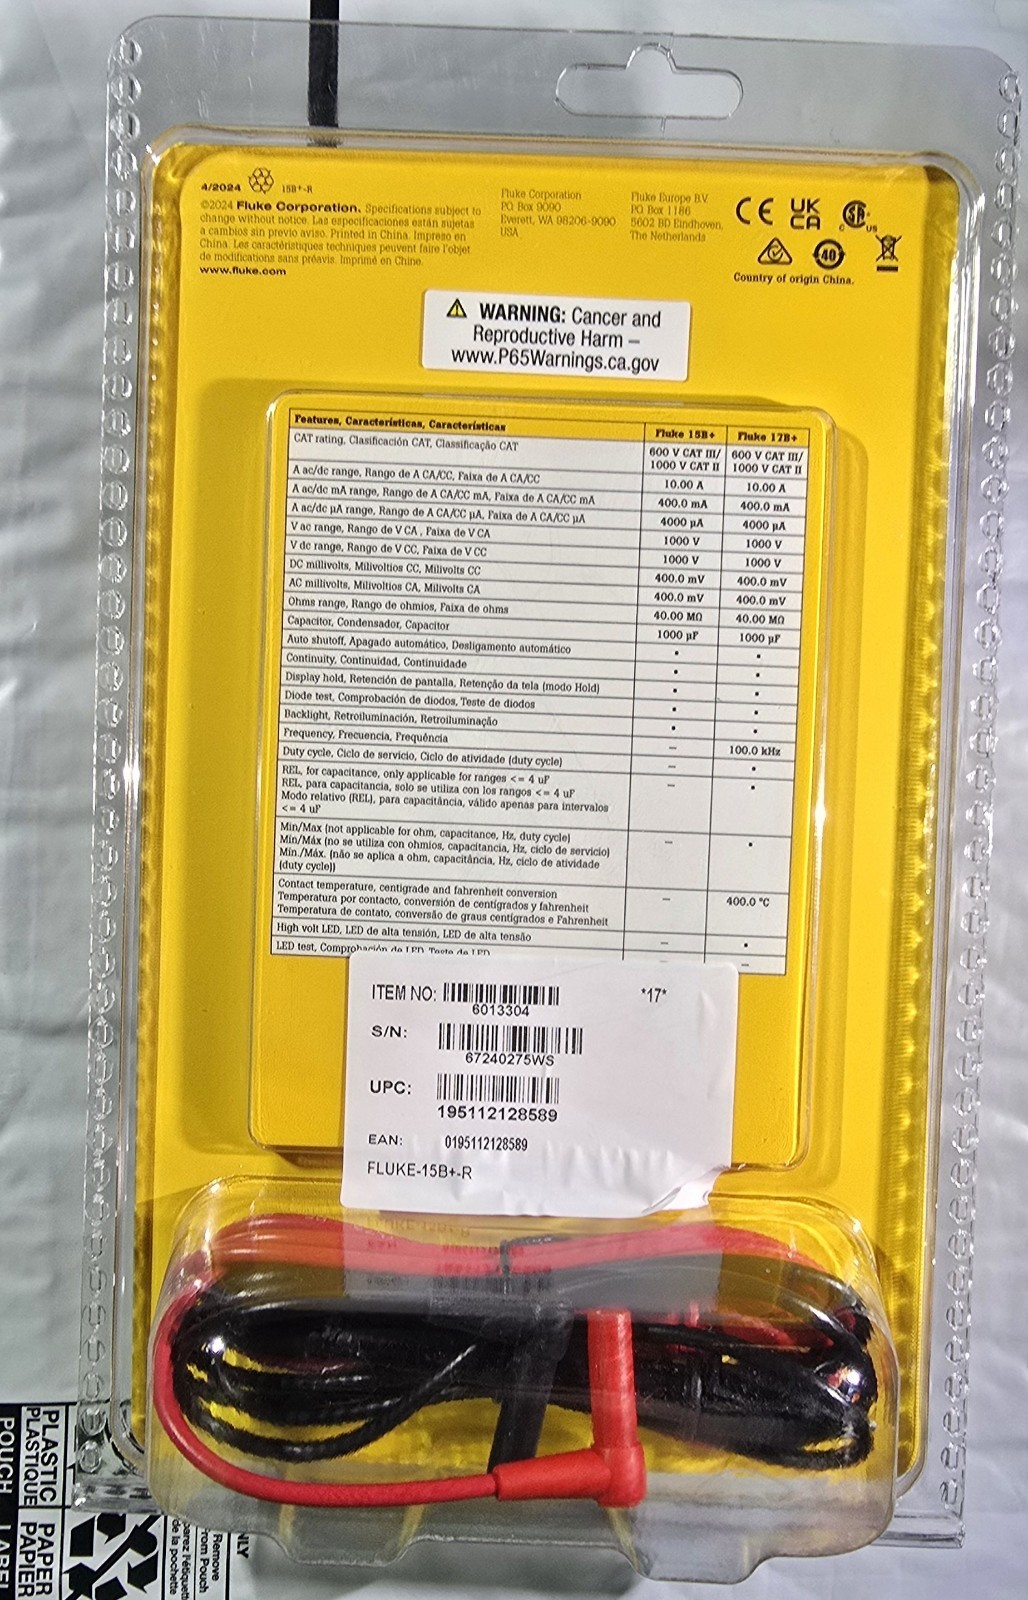 4/2024 15B+-R
©2024 Fluke Corporation. Specifications subject to
change without notice. Las especificaciones están sujetas
a cambios sin previo aviso. Printed in China. Impreso en
China. Les caractéristiques techniques peuvent faire l'objet
de modifications sans préavis. Imprimé en Chine.
www.fluke.com
Fluke Corporation
PO Box 9090
Everett, WA 98206-9090
USA
Fluke Europe B.V.
PO Box 1186
5602 BD Eindhoven,
The Netherlands
CE UK CA C US
40
Country of origin China.
WARNING: Cancer and
Reproductive Harm –
www.P65Warnings.ca.gov
Features, Características, Características Fluke 15B+ Fluke 17B+
CAT rating, Clasificación CAT, Classificação CAT 600 V CAT III/ 1000 V CAT II 600 V CAT III/ 1000 V CAT II
A ac/dc range, Rango de A CA/CC, Faixa de A CA/CC 10.00 A 10.00 A
A ac/dc mA range, Rango de A CA/CC mA, Faixa de A CA/CC mA 400.0 mA 400.0 mA
A ac/dc µA range, Rango de A CA/CC µA, Faixa de A CA/CC µA 4000 µA 4000 µA
V ac range, Rango de V CA , Faixa de V CA 1000 V 1000 V
V dc range, Rango de V CC, Faixa de V CC 1000 V 1000 V
DC millivolts, Milivoltios CC, Milivolts CC 400.0 mV 400.0 mV
AC millivolts, Milivoltios CA, Milivolts CA 400.0 mV 400.0 mV
Ohms range, Rango de ohmios, Faixa de ohms 40.00 MΩ 40.00 MΩ
Capacitor, Condensador, Capacitor 1000 µF 1000 µF
Auto shutoff, Apagado automático, Desligamento automático ▪ ▪
Continuity, Continuidad, Continuidade ▪ ▪
Display hold, Retención de pantalla, Retenção da tela (modo Hold) ▪ ▪
Diode test, Comprobación de diodos, Teste de diodos ▪ ▪
Backlight, Retroiluminación, Retroiluminação ▪ ▪
Frequency, Frecuencia, Frequência – 100.0 kHz
Duty cycle, Ciclo de servicio, Ciclo de atividade (duty cycle) – ▪
REL, for capacitance, only applicable for ranges <= 4 uF – ▪
REL, para capacitancia, solo se utiliza con los rangos <= 4 uF
Modo relativo (REL), para capacitância, válido apenas para intervalos
<= 4 uF
Min/Max (not applicable for ohm, capacitance, Hz, duty cycle) – ▪
Mín/Máx (no se utiliza con ohmios, capacitancia, Hz, ciclo de servicio)
Mín./Máx. (não se aplica a ohm, capacitância, Hz, ciclo de atividade
(duty cycle))
Contact temperature, centigrade and fahrenheit conversion – 400.0 °C
Temperatura por contacto, conversión de centígrados y fahrenheit
Temperatura de contato, conversão de graus centígrados e Fahrenheit
High volt LED, LED de alta tensión, LED de alta tensão – ▪
LED test, Comprobación de LED, Teste de LED – –
ITEM NO: *17*
6013304
S/N:
67240275WS
UPC:
195112128589
EAN: 0195112128589
FLUKE-15B+-R
PLASTIC
PLASTIQUE
POUCH
PAPER
PAPIER
LABEL
Remove
from Pouch
de la pochette